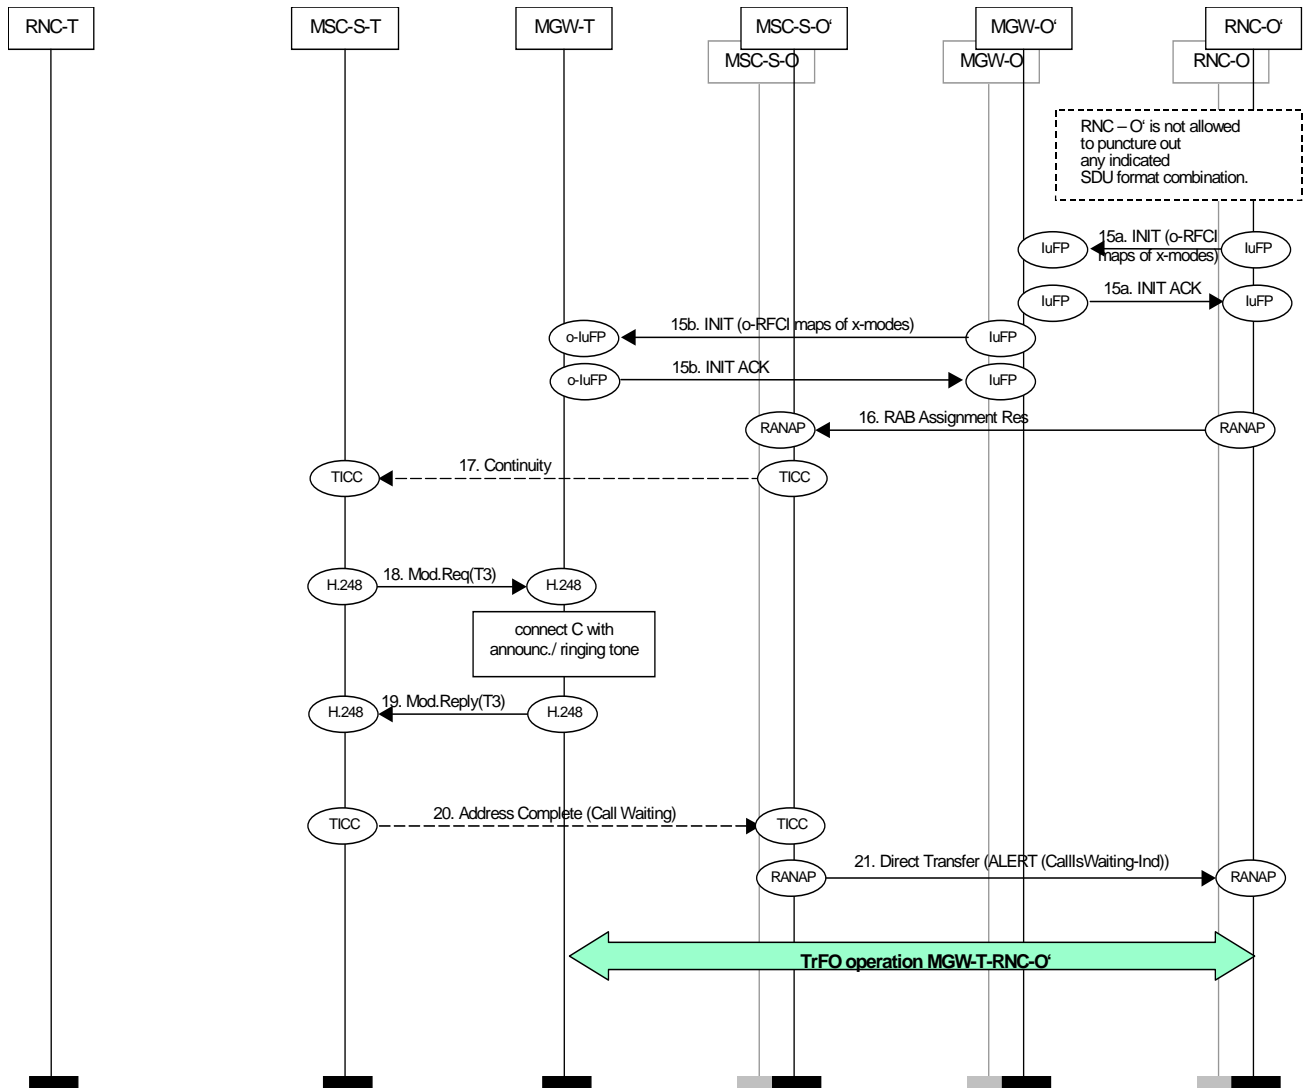 RNC-T
MSC-S-T
MGW-T
MSC-S-O‘
MGW-O‘
RNC-O‘
MSC-S-O
MGW-O
RNC-O
RNC – O‘ is not allowed
to puncture out
any indicated
SDU format combination.
IuFP
15a. INIT (o-RFCI
maps of x-modes)
IuFP
IuFP
15a. INIT ACK
IuFP
o-IuFP
15b. INIT (o-RFCI maps of x-modes)
IuFP
o-IuFP
15b. INIT ACK
IuFP
RANAP
16. RAB Assignment Res
RANAP
TICC
17. Continuity
TICC
H.248
18. Mod.Req(T3)
H.248
connect C with
announc./ ringing tone
H.248
19. Mod.Reply(T3)
H.248
TICC
20. Address Complete (Call Waiting)
TICC
RANAP
21. Direct Transfer (ALERT (CallIsWaiting-Ind))
RANAP
TrFO operation MGW-T-RNC-O‘